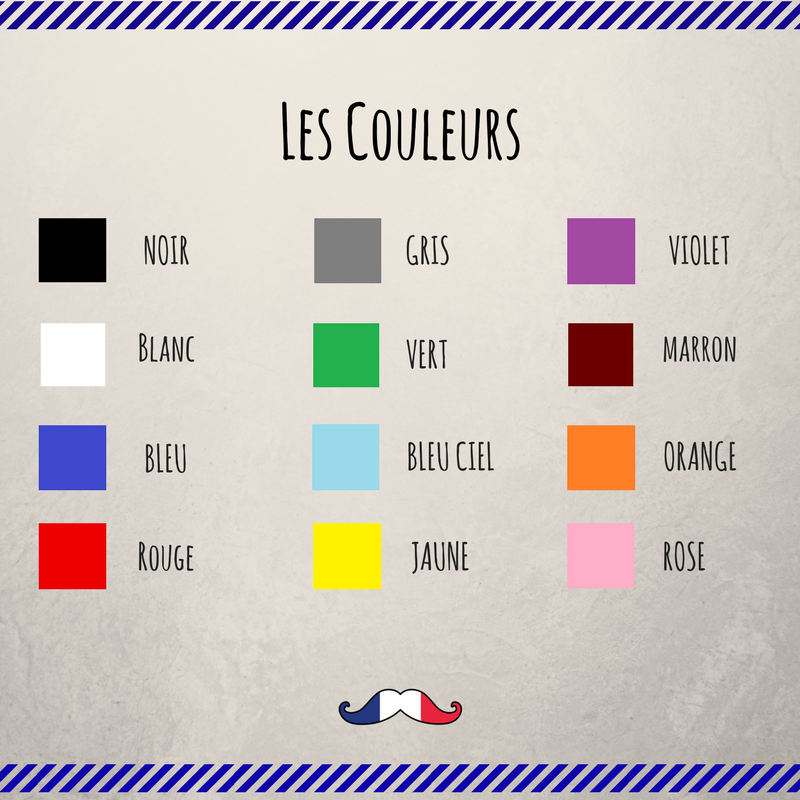 Les Couleurs
NOIR
GRIS
VIOLET
BLANC
VERT
MARRON
BLEU
BLEU CIEL
ORANGE
ROUGE
JAUNE
ROSE